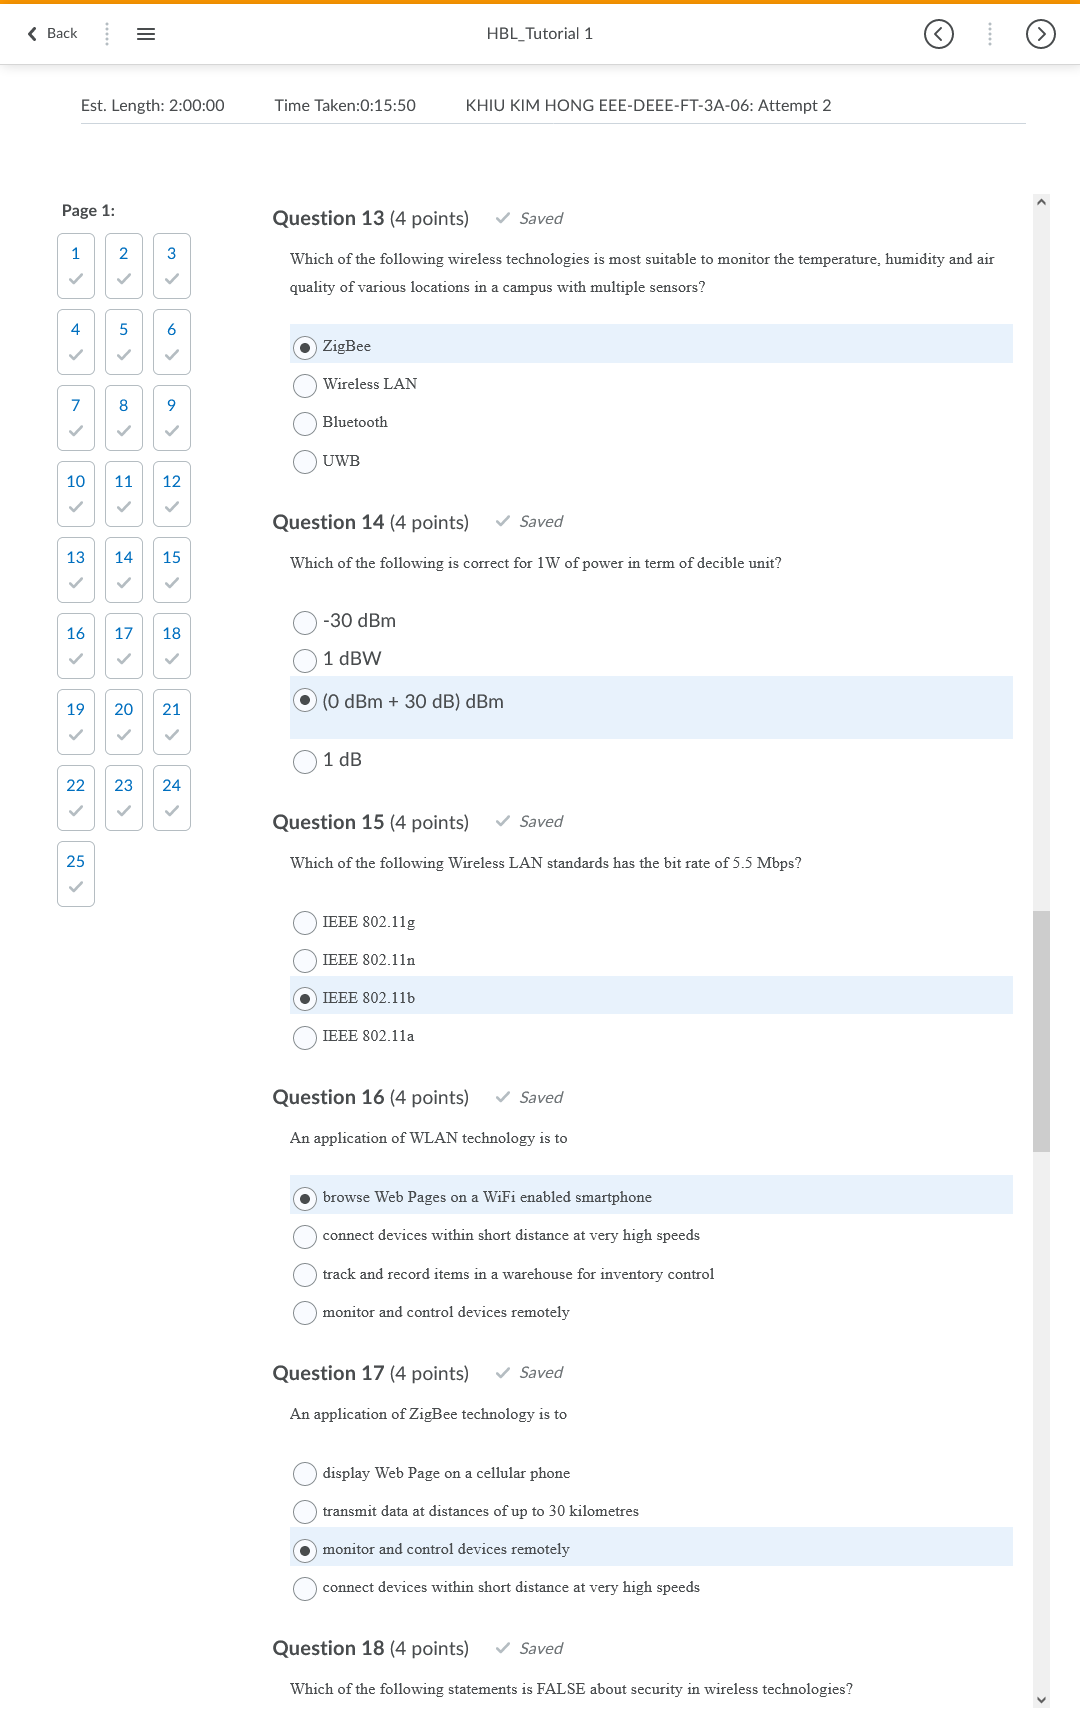 Back
HBL_Tutorial 1
Est. Length: 2:00:00 Time Taken:0:15:50 KHIU KIM HONG EEE-DEEE-FT-3A-06: Attempt 2
Page 1:
1 2 3
4 5 6
7 8 9
10 11 12
13 14 15
16 17 18
19 20 21
22 23 24
25
Question 13 (4 points) Saved
Which of the following wireless technologies is most suitable to monitor the temperature, humidity and air
quality of various locations in a campus with multiple sensors?
ZigBee
Wireless LAN
Bluetooth
UWB
Question 14 (4 points) Saved
Which of the following is correct for 1W of power in term of decible unit?
-30 dBm
1 dBW
(0 dBm + 30 dB) dBm
1 dB
Question 15 (4 points) Saved
Which of the following Wireless LAN standards has the bit rate of 5.5 Mbps?
IEEE 802.11g
IEEE 802.11n
IEEE 802.11b
IEEE 802.11a
Question 16 (4 points) Saved
An application of WLAN technology is to
browse Web Pages on a WiFi enabled smartphone
connect devices within short distance at very high speeds
track and record items in a warehouse for inventory control
monitor and control devices remotely
Question 17 (4 points) Saved
An application of ZigBee technology is to
display Web Page on a cellular phone
transmit data at distances of up to 30 kilometres
monitor and control devices remotely
connect devices within short distance at very high speeds
Question 18 (4 points) Saved
Which of the following statements is FALSE about security in wireless technologies?